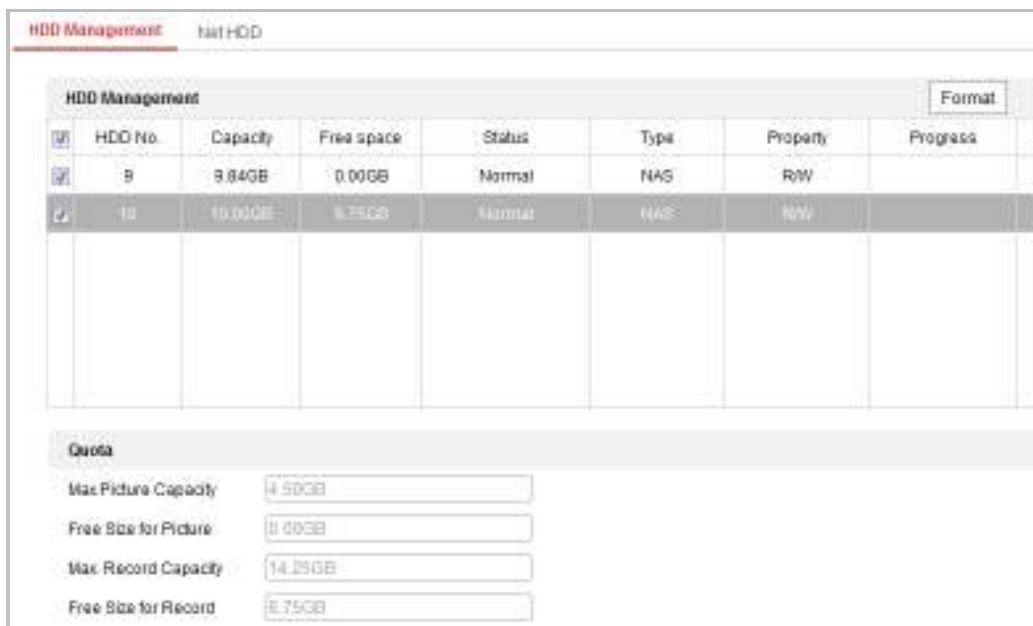 HDD Management Net HDD
HDD Management Format
HDD No. Capacity Free space Status Type Property Progress
9 9.84GB 0.00GB Normal NAS R/W
10 10.00GB 6.75GB Normal NAS R/W
Quota
Max.Picture Capacity 4.50GB
Free Size for Picture 0.00GB
Max. Record Capacity 14.25GB
Free Size for Record 6.75GB